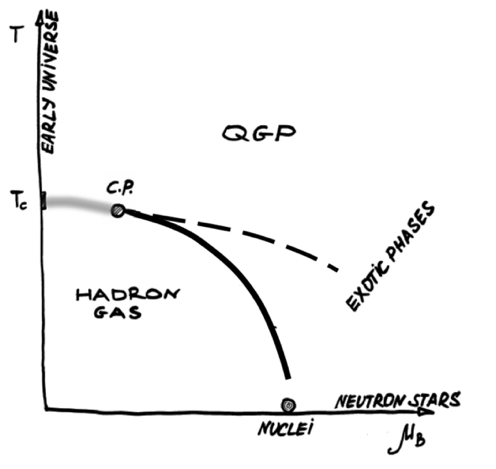 T
EARLY UNIVERSE
QGP
Tc
C.P.
EXOTIC PHASES
HADRON
GAS
NEUTRON STARS
NUCLEI
μB